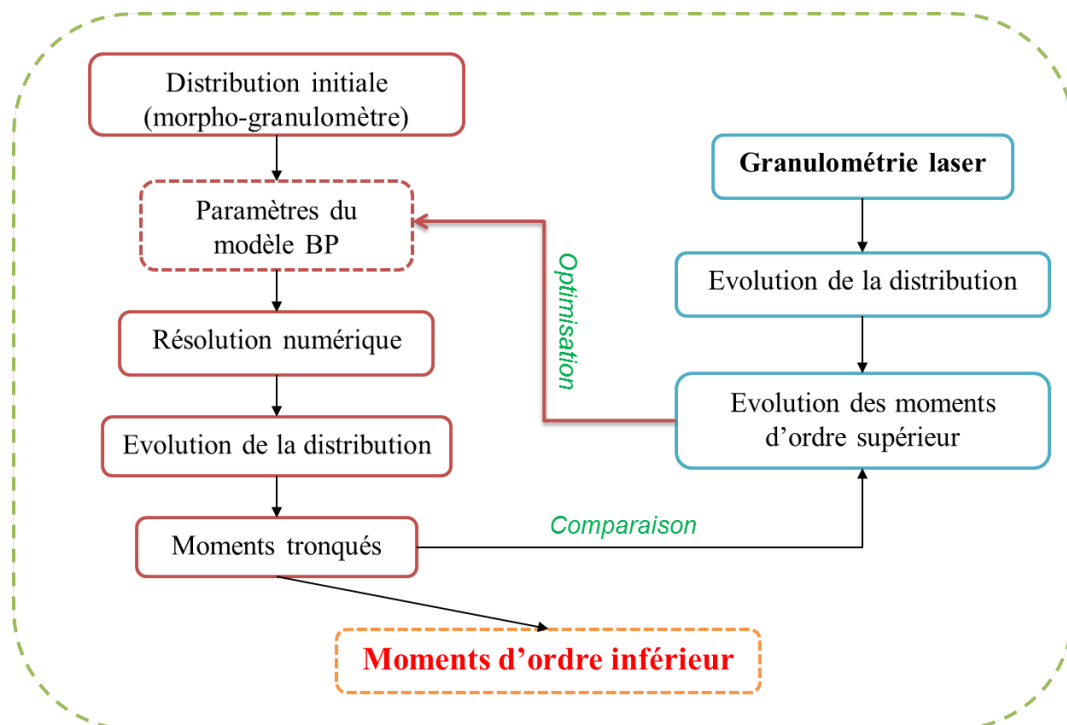 Distribution initiale
(morpho-granulomètre)
Paramètres du
modèle BP
Résolution numérique
Evolution de la distribution
Moments tronqués
Granulométrie laser
Evolution de la distribution
Evolution des moments
d’ordre supérieur
Optimisation
Comparaison
Moments d’ordre inférieur